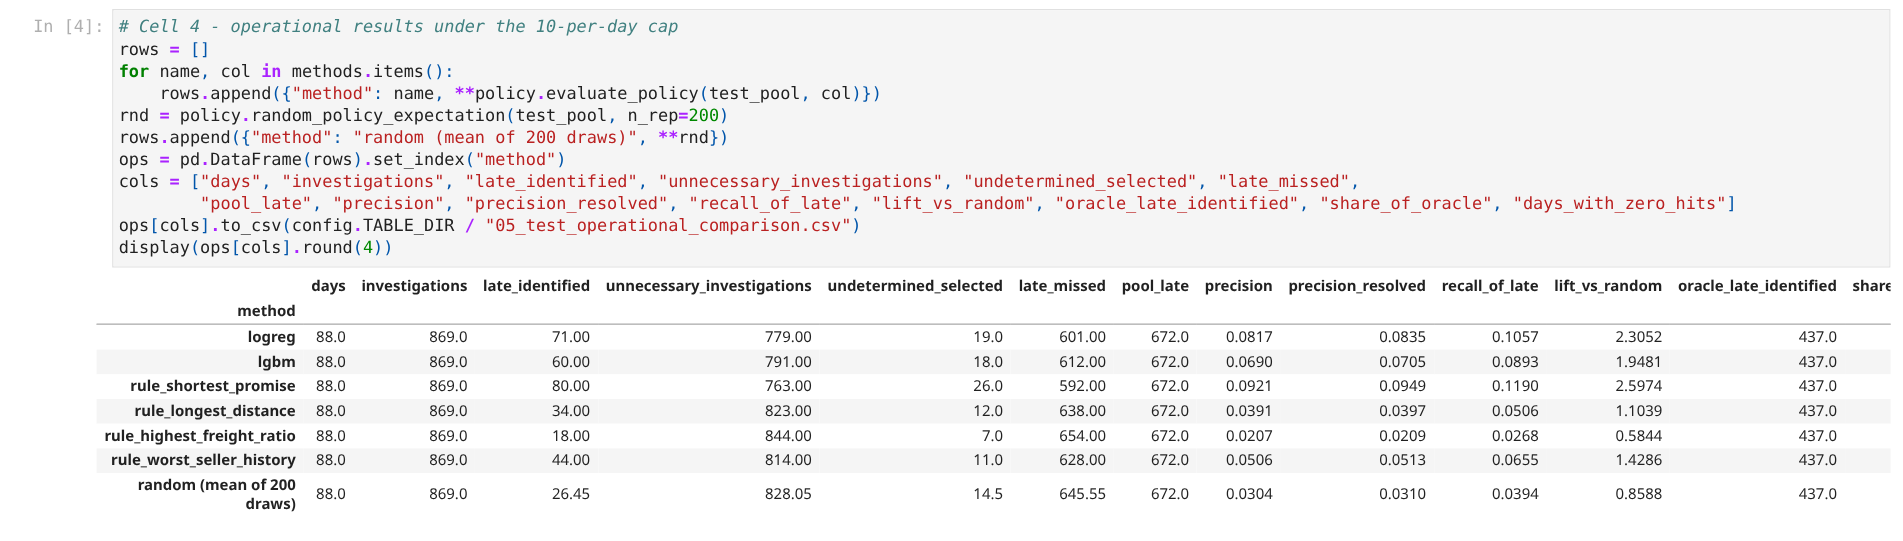 In [4]:
# Cell 4 - operational results under the 10-per-day cap
rows = []
for name, col in methods.items():
    rows.append({"method": name, **policy.evaluate_policy(test_pool, col)})
rnd = policy.random_policy_expectation(test_pool, n_rep=200)
rows.append({"method": "random (mean of 200 draws)", **rnd})
ops = pd.DataFrame(rows).set_index("method")
cols = ["days", "investigations", "late_identified", "unnecessary_investigations", "undetermined_selected", "late_missed",
        "pool_late", "precision", "precision_resolved", "recall_of_late", "lift_vs_random", "oracle_late_identified", "share_of_oracle", "days_with_zero_hits"]
ops[cols].to_csv(config.TABLE_DIR / "05_test_operational_comparison.csv")
display(ops[cols].round(4))
days investigations late_identified unnecessary_investigations undetermined_selected late_missed pool_late precision precision_resolved recall_of_late lift_vs_random oracle_late_identified share
method
logreg 88.0 869.0 71.00 779.00 19.0 601.00 672.0 0.0817 0.0835 0.1057 2.3052 437.0
lgbm 88.0 869.0 60.00 791.00 18.0 612.00 672.0 0.0690 0.0705 0.0893 1.9481 437.0
rule_shortest_promise 88.0 869.0 80.00 763.00 26.0 592.00 672.0 0.0921 0.0949 0.1190 2.5974 437.0
rule_longest_distance 88.0 869.0 34.00 823.00 12.0 638.00 672.0 0.0391 0.0397 0.0506 1.1039 437.0
rule_highest_freight_ratio 88.0 869.0 18.00 844.00 7.0 654.00 672.0 0.0207 0.0209 0.0268 0.5844 437.0
rule_worst_seller_history 88.0 869.0 44.00 814.00 11.0 628.00 672.0 0.0506 0.0513 0.0655 1.4286 437.0
random (mean of 200
draws) 88.0 869.0 26.45 828.05 14.5 645.55 672.0 0.0304 0.0310 0.0394 0.8588 437.0